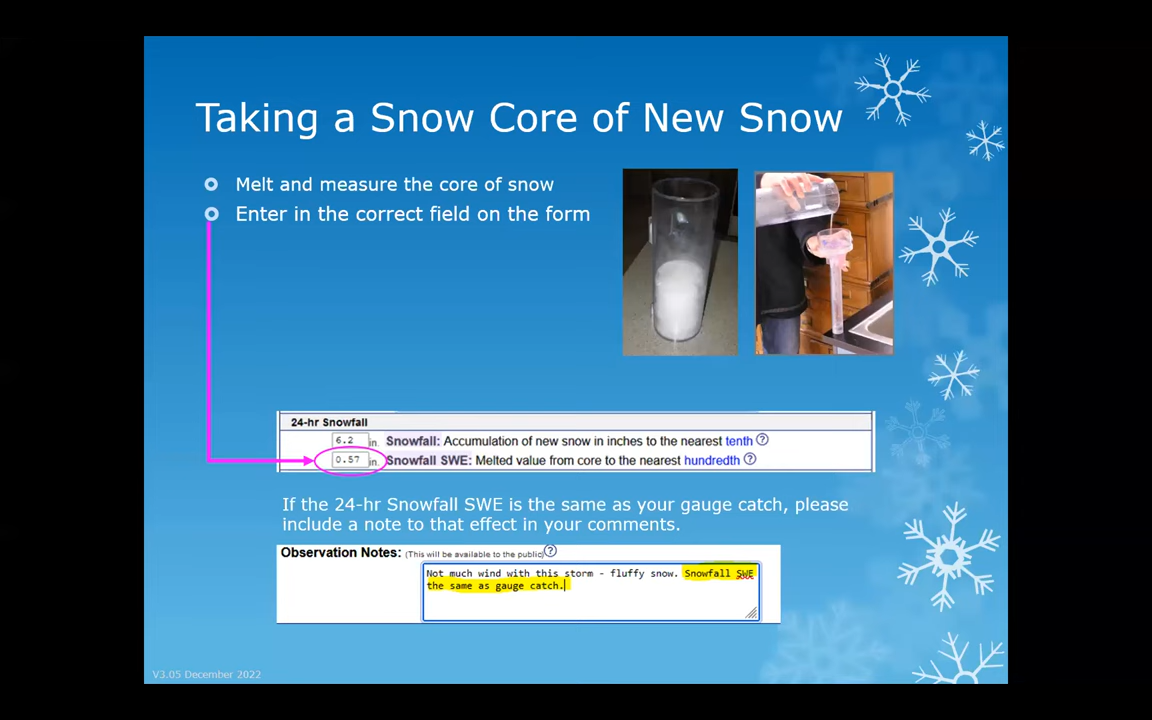 Taking a Snow Core of New Snow
Melt and measure the core of snow
Enter in the correct field on the form
24-hr Snowfall
6.2 in. Snowfall: Accumulation of new snow in inches to the nearest tenth ?
0.57 in. Snowfall SWE: Melted value from core to the nearest hundredth ?
If the 24-hr Snowfall SWE is the same as your gauge catch, please
include a note to that effect in your comments.
Observation Notes: (This will be available to the public) ?
Not much wind with this storm - fluffy snow. Snowfall SWE
the same as gauge catch.
V3.05 December 2022